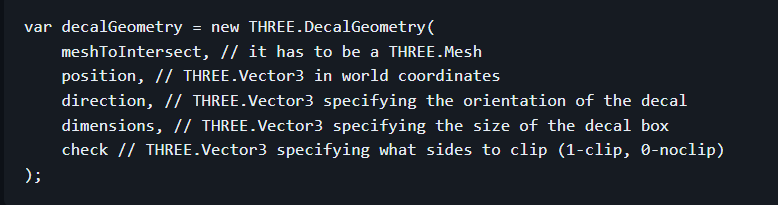 var decalGeometry = new THREE.DecalGeometry(
    meshToIntersect, // it has to be a THREE.Mesh
    position, // THREE.Vector3 in world coordinates
    direction, // THREE.Vector3 specifying the orientation of the decal
    dimensions, // THREE.Vector3 specifying the size of the decal box
    check // THREE.Vector3 specifying what sides to clip (1-clip, 0-noclip)
);